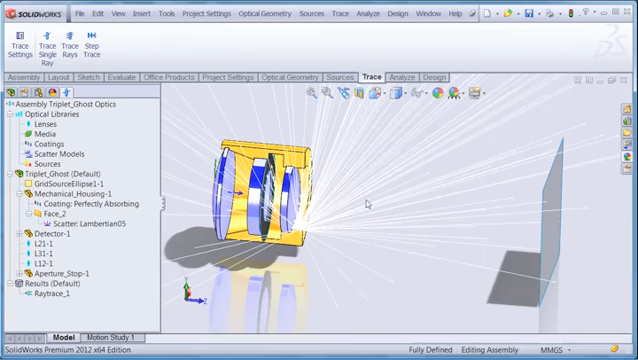 SOLIDWORKS File Edit View Insert Tools Project Settings Optical Geometry Sources Trace Analyze Design Window Help
Trace Settings Trace Single Ray Trace Rays Step Trace
Assembly Layout Sketch Evaluate Office Products Project Settings Optical Geometry Sources Trace Analyze Design
Assembly Triplet_Ghost Optics
Optical Libraries
Lenses
Media
Coatings
Scatter Models
Sources
Triplet_Ghost (Default)
GridSourceEllipse1-1
Mechanical_Housing-1
Coating: Perfectly Absorbing
Face_2
Scatter: Lambertian05
Detector-1
L21-1
L31-1
L12-1
Aperture_Stop-1
Results (Default)
Raytrace_1
Y
Z
Model Motion Study 1
SolidWorks Premium 2012 x64 Edition Fully Defined Editing Assembly MMGS